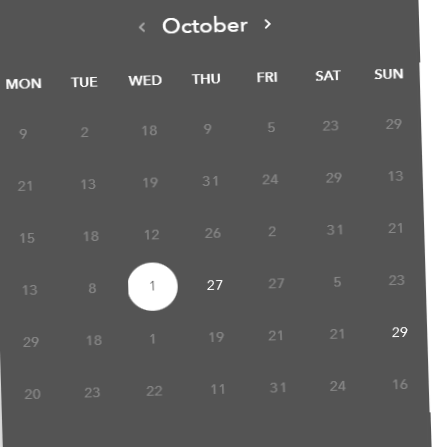 ‹ October ›
MON TUE WED THU FRI SAT SUN
9 2 18 9 5 23 29
21 13 19 31 24 29 13
15 18 12 26 2 31 21
13 8 1 27 27 5 23
29 18 1 19 21 21 29
20 23 22 11 31 24 16